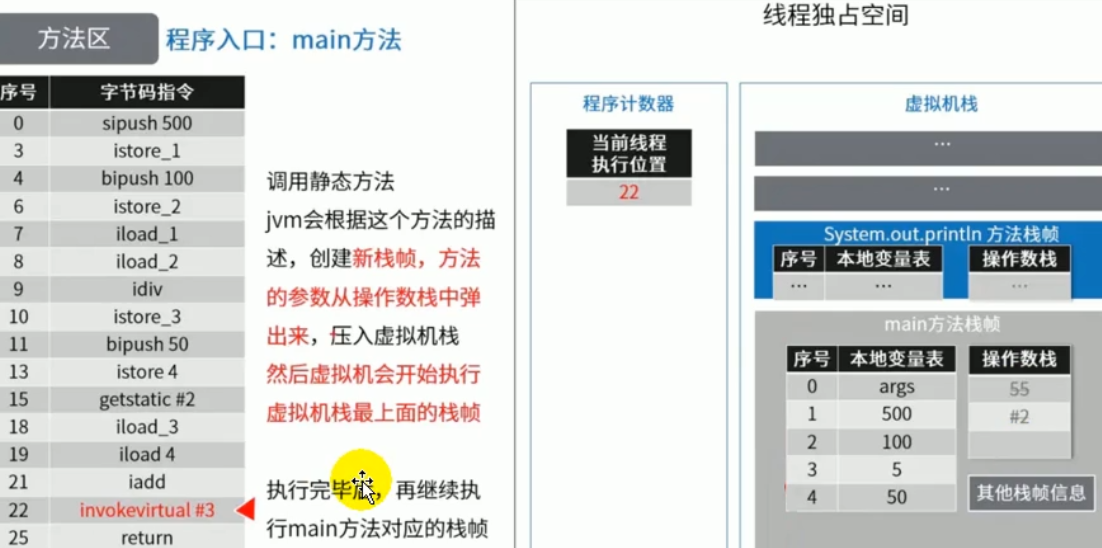 方法区
程序入口：main方法
序号 字节码指令
0 sipush 500
3 istore_1
4 bipush 100
6 istore_2
7 iload_1
8 iload_2
9 idiv
10 istore_3
11 bipush 50
13 istore 4
15 getstatic #2
18 iload_3
19 iload 4
21 iadd
22 invokevirtual #3
25 return
调用静态方法
jvm会根据这个方法的描
述，创建新栈帧，方法
的参数从操作数栈中弹
出来，压入虚拟机栈
然后虚拟机会开始执行
虚拟机栈最上面的栈帧
执行完毕后，再继续执
行main方法对应的栈帧
线程独占空间
程序计数器
当前线程
执行位置
22
虚拟机栈
...
...
System.out.println 方法栈帧
序号 本地变量表 操作数栈
... ... ...
main方法栈帧
序号 本地变量表 操作数栈
0 args 55
1 500 #2
2 100
3 5
4 50
其他栈帧信息